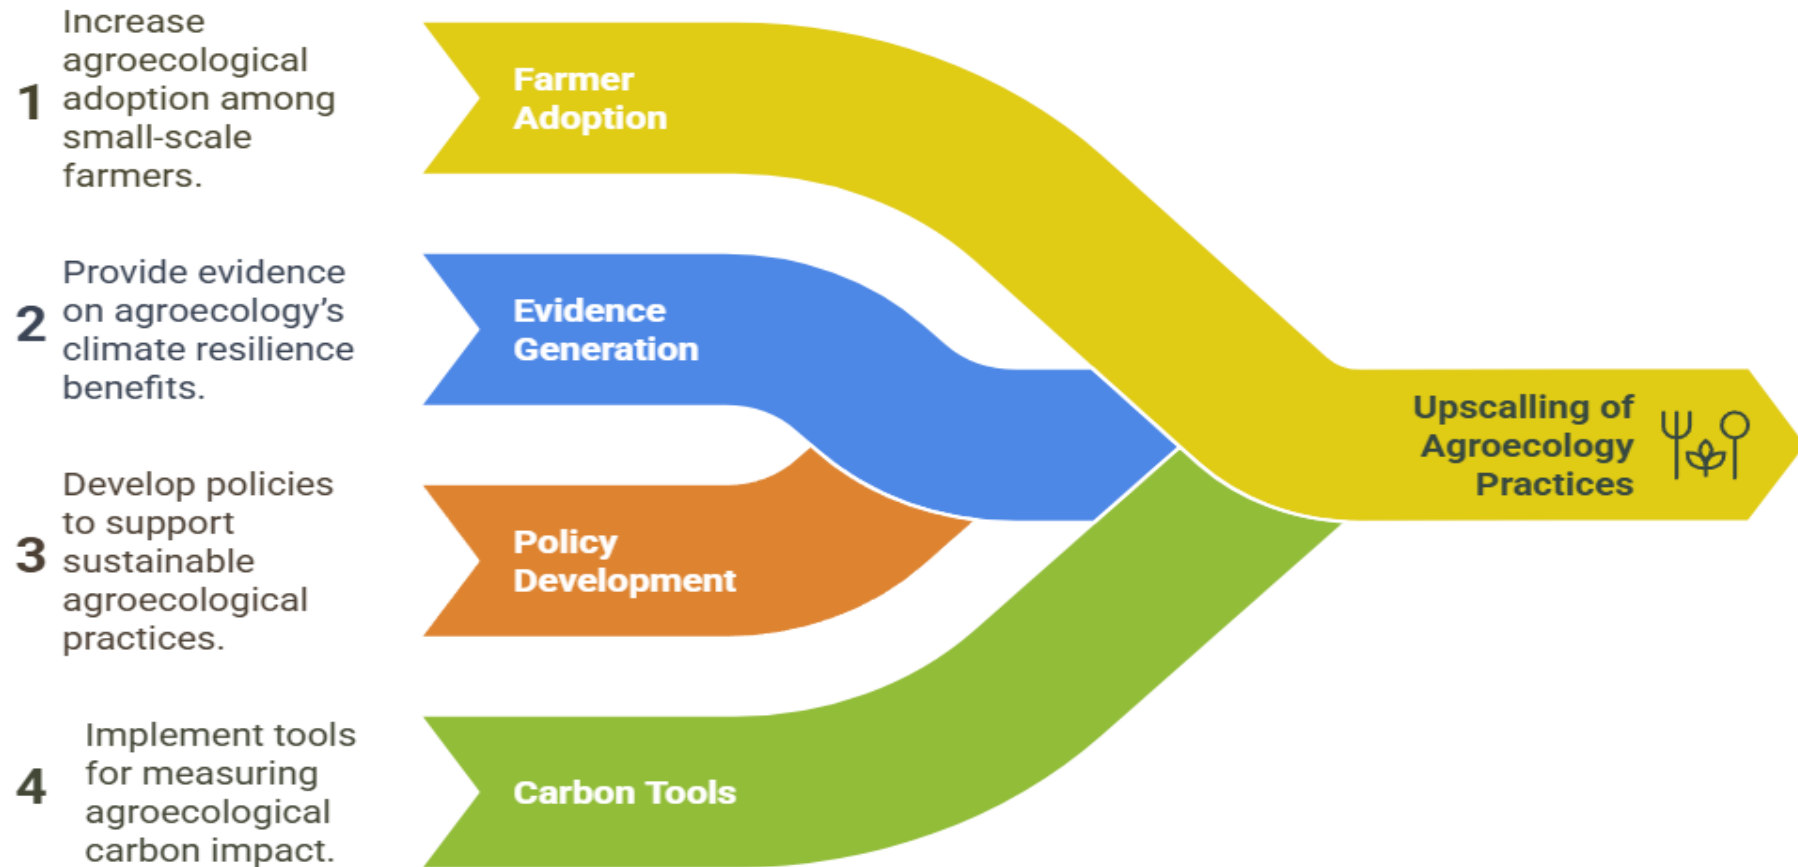 1
Increase
agroecological
adoption among
small-scale
farmers.
Farmer
Adoption
2
Provide evidence
on agroecology’s
climate resilience
benefits.
Evidence
Generation
3
Develop policies
to support
sustainable
agroecological
practices.
Policy
Development
4
Implement tools
for measuring
agroecological
carbon impact.
Carbon Tools
Upscalling of
Agroecology
Practices